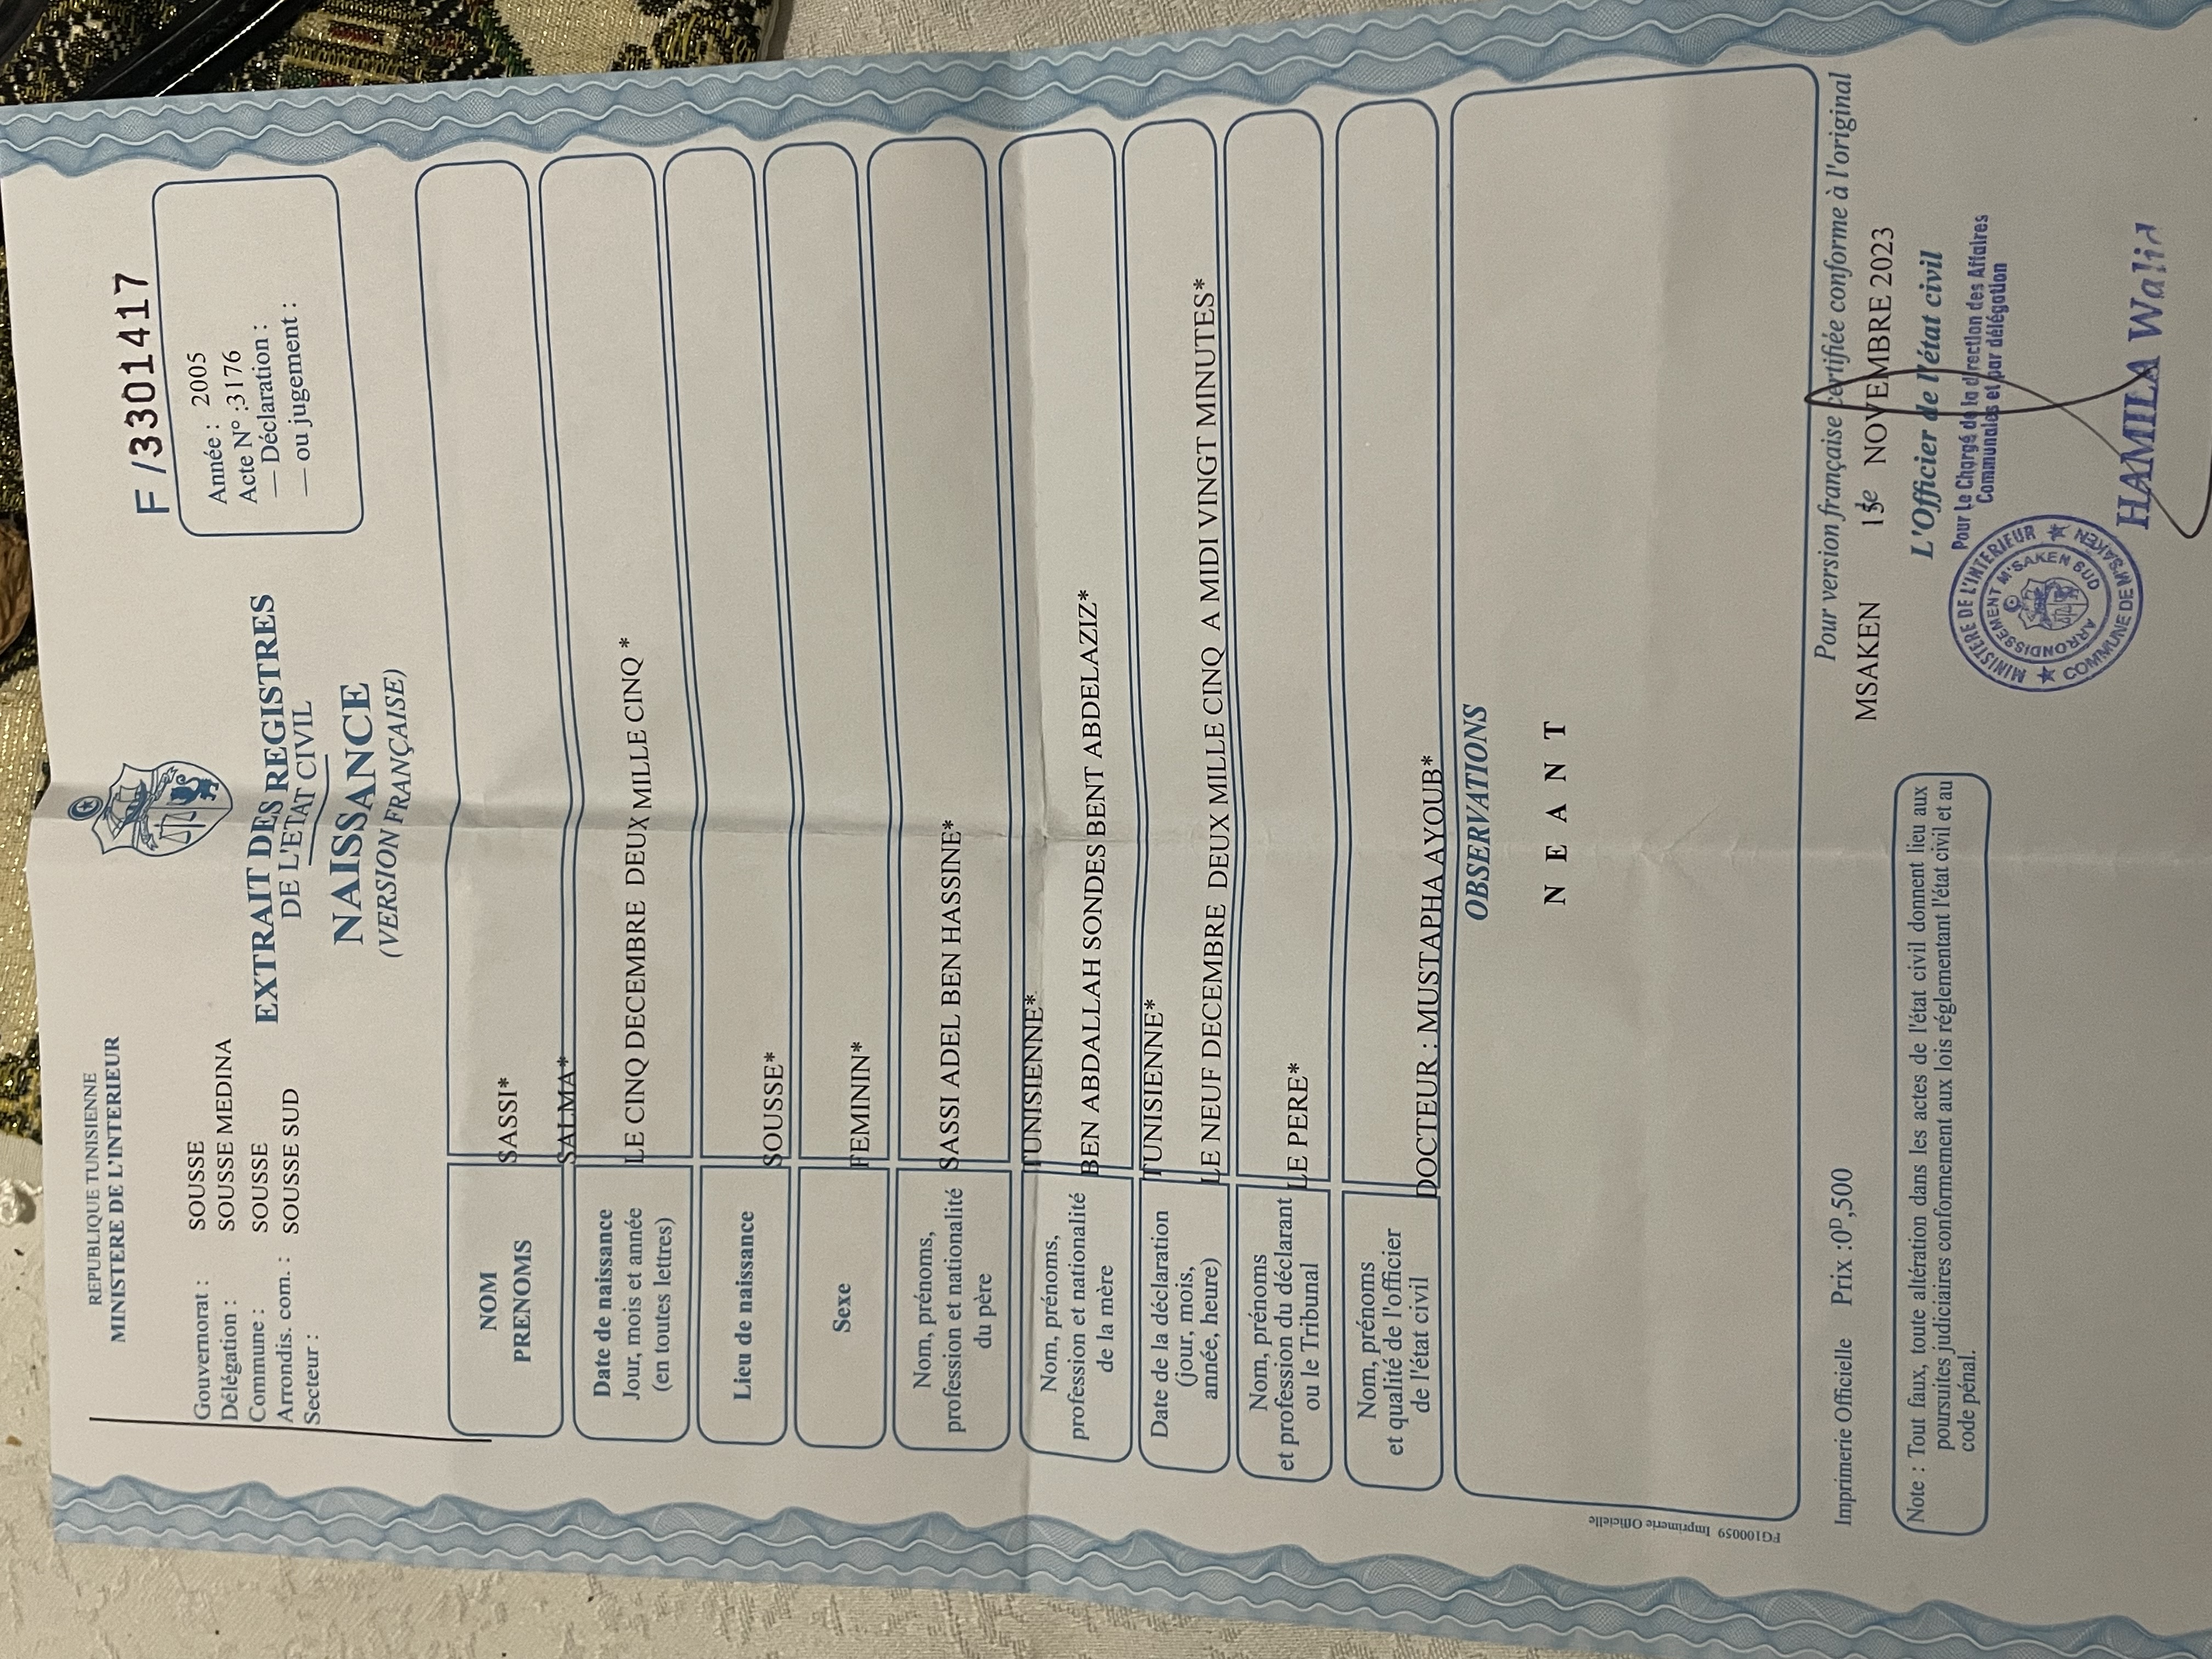 REPUBLIQUE TUNISIENNE
MINISTERE DE L'INTERIEUR
F /3301417
Gouvernorat : SOUSSE
Délégation : SOUSSE MEDINA
Commune : SOUSSE
Arrondis. com. : SOUSSE SUD
Secteur :
EXTRAIT DES REGISTRES
DE L'ETAT CIVIL
NAISSANCE
(VERSION FRANÇAISE)
Année : 2005
Acte N° :3176
— Déclaration :
— ou jugement :
NOM
PRENOMS
SASSI*
SALMA*
Date de naissance
Jour, mois et année
(en toutes lettres)
LE CINQ DECEMBRE DEUX MILLE CINQ *
Lieu de naissance
SOUSSE*
Sexe
FEMININ*
Nom, prénoms,
profession et nationalité
du père
SASSI ADEL BEN HASSINE*
TUNISIENNE*
Nom, prénoms,
profession et nationalité
de la mère
BEN ABDALLAH SONDES BENT ABDELAZIZ*
TUNISIENNE*
Date de la déclaration
(jour, mois,
année, heure)
LE NEUF DECEMBRE DEUX MILLE CINQ A MIDI VINGT MNUTES*
Nom, prénoms
et profession du déclarant
ou le Tribunal
LE PERE*
Nom, prénoms
et qualité de l'officier
de l'état civil
DOCTEUR : MUSTAPHA AYOUB*
OBSERVATIONS
N E A N T
FG100059 Imprimerie Officielle
Imprimerie Officielle Prix :0D,500
Pour version française certifiée conforme à l'original
MSAKEN NOVEMBRE 2023
L'Officier de l'état civil
Pour Le Chargé de la direction des Affaires
Communales et par délégation
HAMILA Walid
MINISTERE DE L'INTERIEUR ★ COMMUNE DE M'SAKEN ★
ARRONDISSEMENT M'SAKEN SUD
Note : Tout faux, toute altération dans les actes de l'état civil donnent lieu aux
poursuites judiciaires conformement aux lois réglementant l'état civil et au
code pénal.